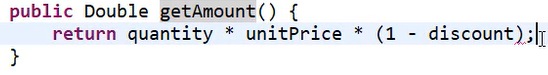 public Double getAmount() {
    return quantity * unitPrice * (1 - discount);
}